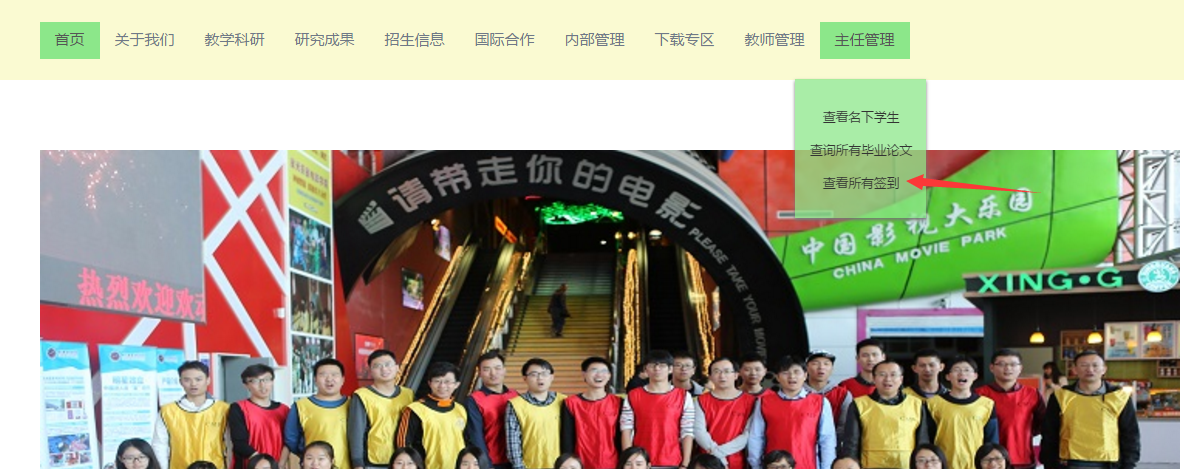 首页
关于我们
教学科研
研究成果
招生信息
国际合作
内部管理
下载专区
教师管理
主任管理
查看名下学生
查询所有毕业论文
查看所有签到
请带走你的电影
PLEASE TAKE YOUR MOV
中国影视大乐园
CHINA MOVIE PARK
XING•G
热烈欢迎欢